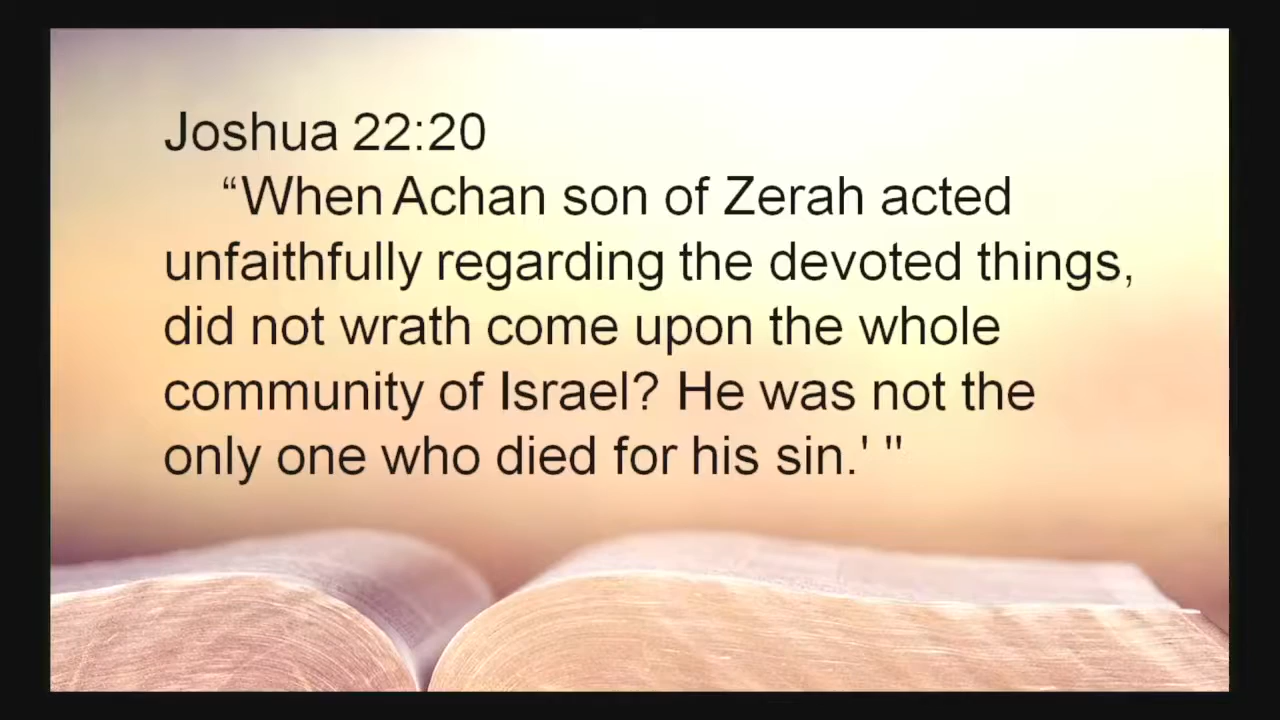 Joshua 22:20
“When Achan son of Zerah acted
unfaithfully regarding the devoted things,
did not wrath come upon the whole
community of Israel? He was not the
only one who died for his sin.' "